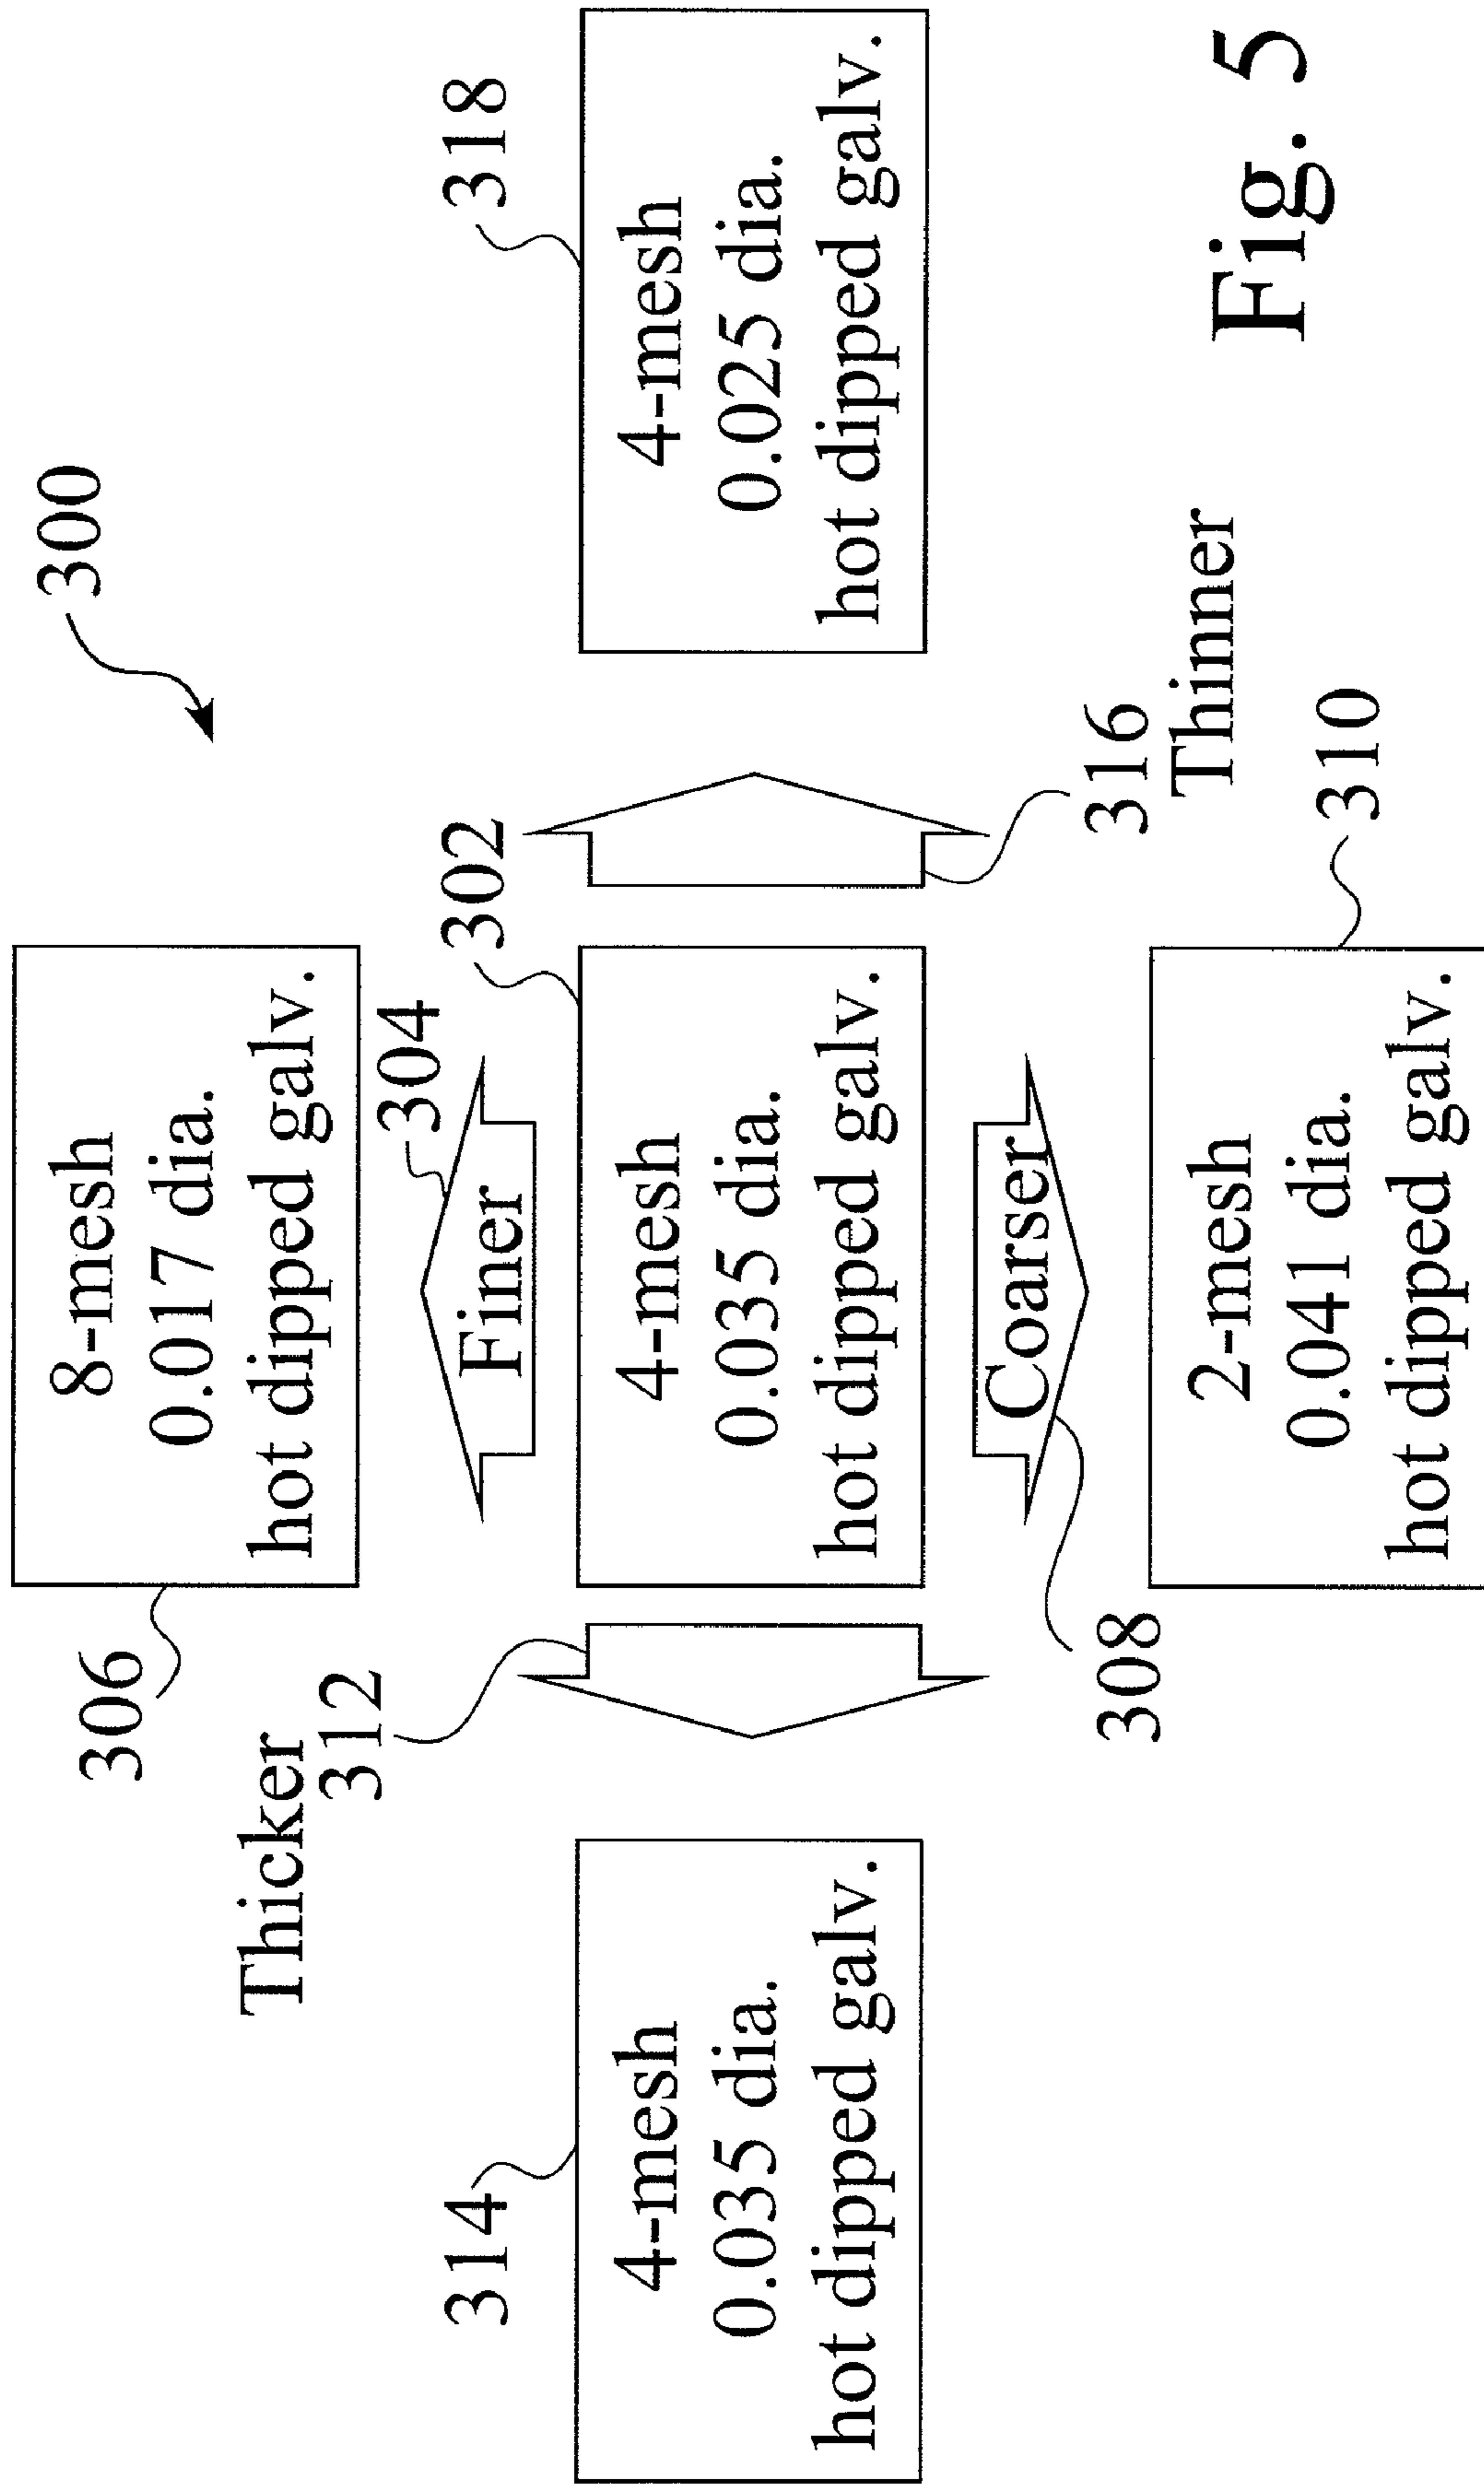 300
8-mesh
0.017 dia.
hot dipped galv.
306
Thicker
312
Finer
304
302
318
314
4-mesh
0.035 dia.
hot dipped galv.
4-mesh
0.035 dia.
hot dipped galv.
4-mesh
0.025 dia.
hot dipped galv.
Coarser
308
316
Thinner
2-mesh
0.041 dia.
hot dipped galv.
310
Fig. 5